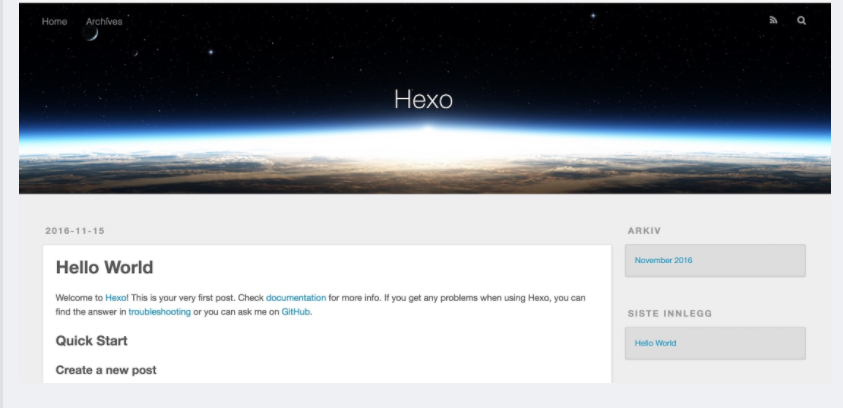 Home Archives
Hexo
2016-11-15
Hello World
Welcome to Hexo! This is your very first post. Check documentation for more info. If you get any problems when using Hexo, you can
find the answer in troubleshooting or you can ask me on GitHub.
Quick Start
Create a new post
ARKIV
November 2016
SISTE INNLEGG
Hello World